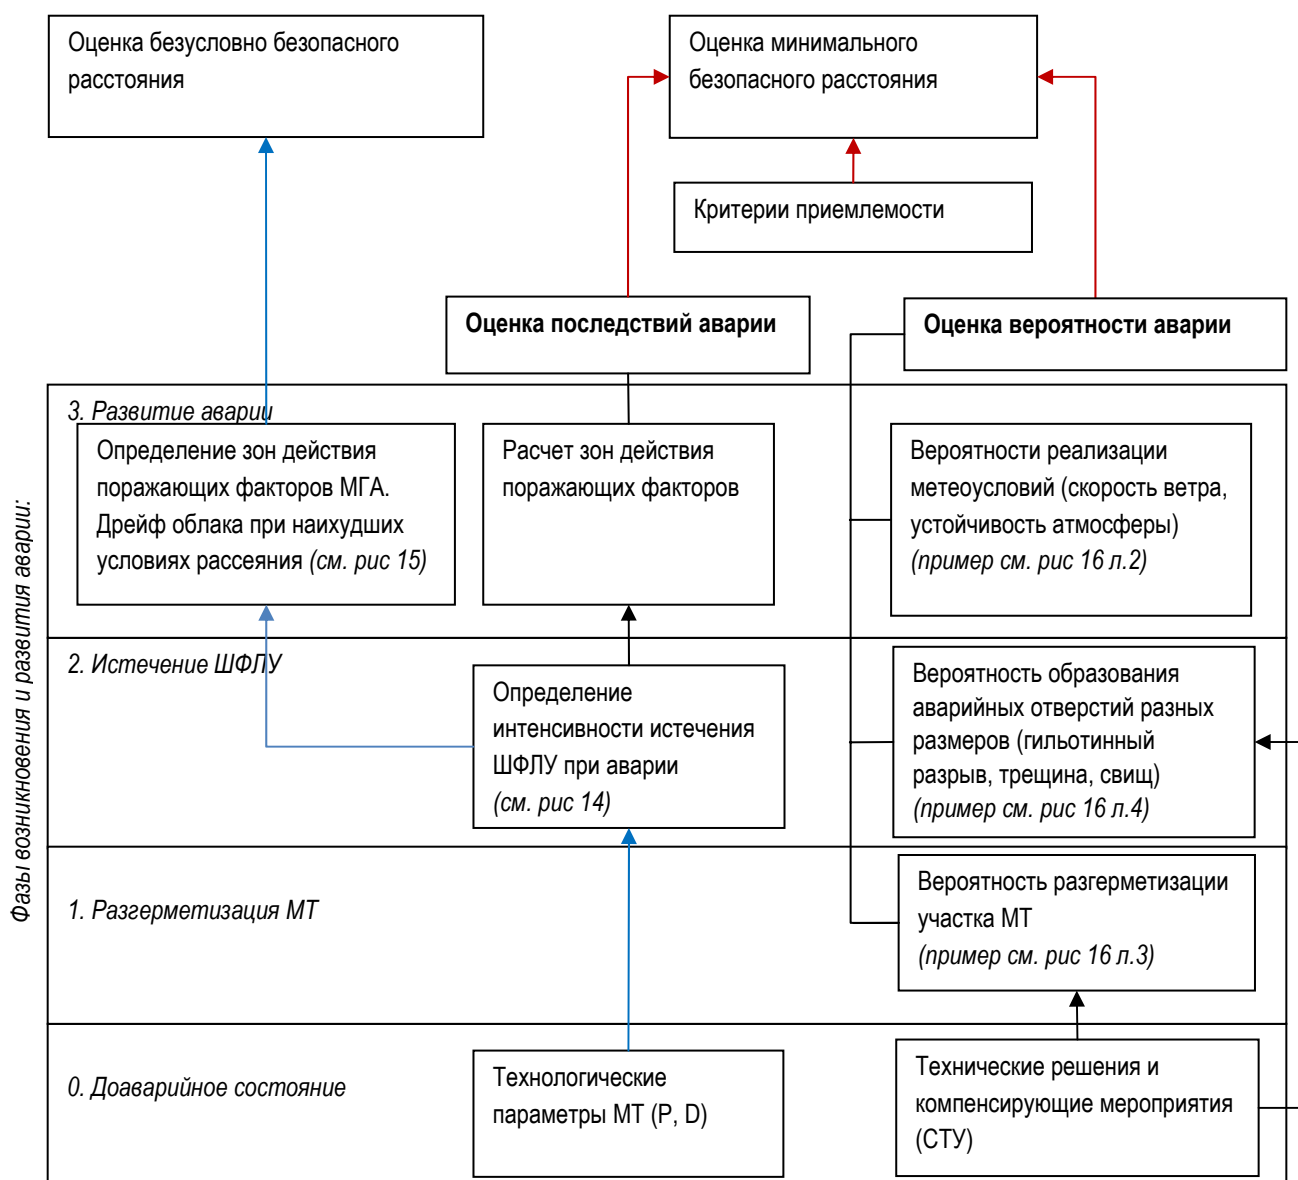 Оценка безусловно безопасного
расстояния
Оценка минимального
безопасного расстояния
Критерии приемлемости
Оценка последствий аварии
Оценка вероятности аварии
Фазы возникновения и развития аварии:
3. Развитие аварии
Определение зон действия
поражающих факторов МГА.
Дрейф облака при наихудших
условиях рассеяния (см. рис 15)
Расчет зон действия
поражающих факторов
Вероятности реализации
метеоусловий (скорость ветра,
устойчивость атмосферы)
(пример см. рис 16 л.2)
2. Истечение ШФЛУ
Определение
интенсивности истечения
ШФЛУ при аварии
(см. рис 14)
Вероятность образования
аварийных отверстий разных
размеров (гильотинный
разрыв, трещина, свищ)
(пример см. рис 16 л.4)
1. Разгерметизация МТ
Вероятность разгерметизации
участка МТ
(пример см. рис 16 л.3)
0. Доаварийное состояние
Технологические
параметры МТ (P, D)
Технические решения и
компенсирующие мероприятия
(СТУ)